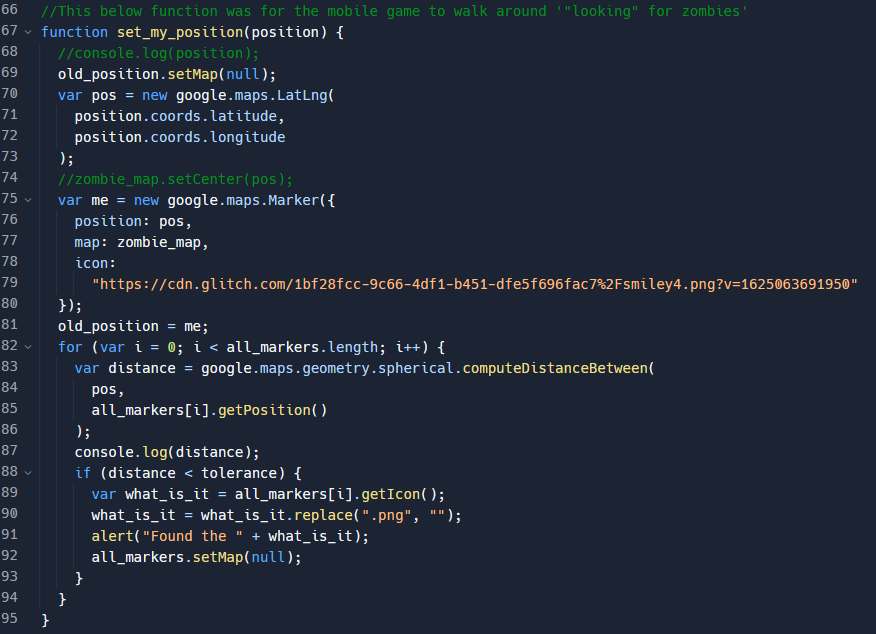 66 //This below function was for the mobile game to walk around '"looking" for zombies'
67 function set_my_position(position) {
68 //console.log(position);
69 old_position.setMap(null);
70 var pos = new google.maps.LatLng(
71 position.coords.latitude,
72 position.coords.longitude
73 );
74 //zombie_map.setCenter(pos);
75 var me = new google.maps.Marker({
76 position: pos,
77 map: zombie_map,
78 icon:
79 "https://cdn.glitch.com/1bf28fcc-9c66-4df1-b451-dfe5f696fac7%2Fsmiley4.png?v=1625063691950"
80 });
81 old_position = me;
82 for (var i = 0; i < all_markers.length; i++) {
83 var distance = google.maps.geometry.spherical.computeDistanceBetween(
84 pos,
85 all_markers[i].getPosition()
86 );
87 console.log(distance);
88 if (distance < tolerance) {
89 var what_is_it = all_markers[i].getIcon();
90 what_is_it = what_is_it.replace(".png", "");
91 alert("Found the " + what_is_it);
92 all_markers.setMap(null);
93 }
94 }
95 }